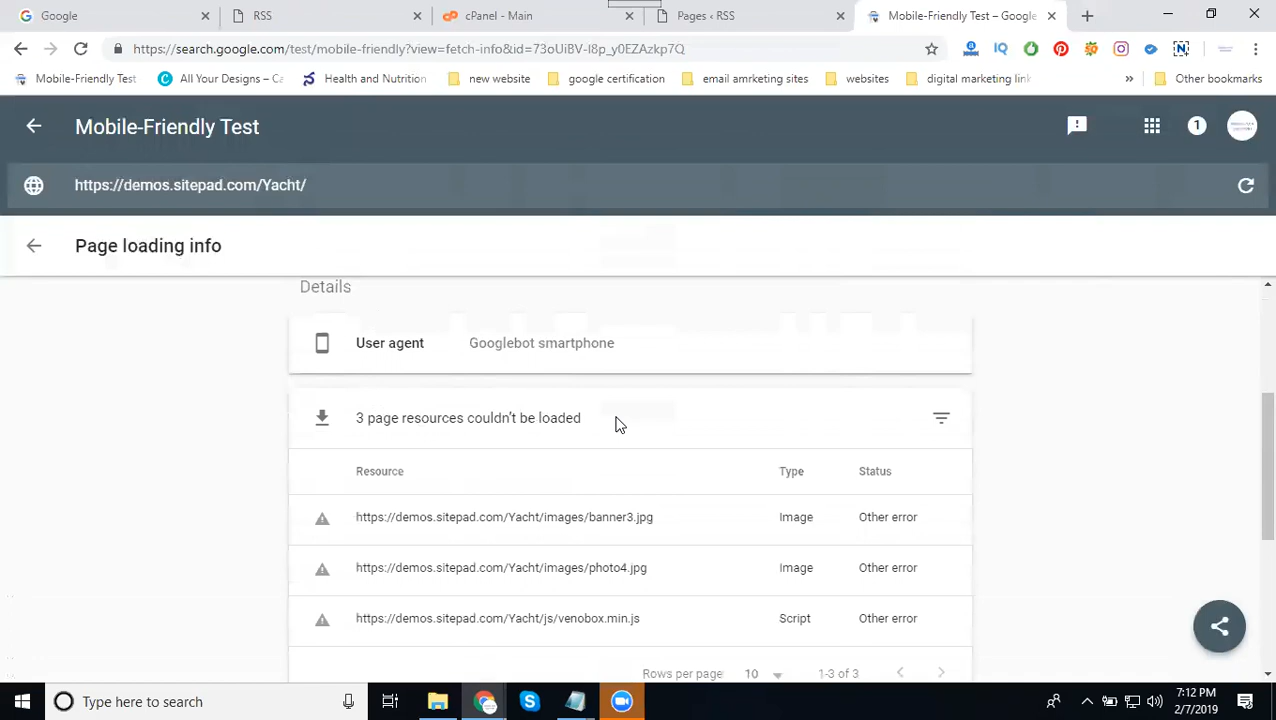 Google
RSS
cPanel - Main
Pages ‹ RSS
Mobile-Friendly Test – Google
https://search.google.com/test/mobile-friendly?view=fetch-info&id=73oUiBV-I8p_y0EZAzkp7Q
IQ
N
Mobile-Friendly Test
All Your Designs – Ca
Health and Nutrition
new website
google certification
email amrketing sites
websites
digital marketing link
»
Other bookmarks
Mobile-Friendly Test
1
https://demos.sitepad.com/Yacht/
Page loading info
Details
User agent Googlebot smartphone
3 page resources couldn't be loaded
Resource Type Status
https://demos.sitepad.com/Yacht/images/banner3.jpg Image Other error
https://demos.sitepad.com/Yacht/images/photo4.jpg Image Other error
https://demos.sitepad.com/Yacht/js/venobox.min.js Script Other error
Rows per page: 10 1-3 of 3
Type here to search
7:12 PM
2/7/2019